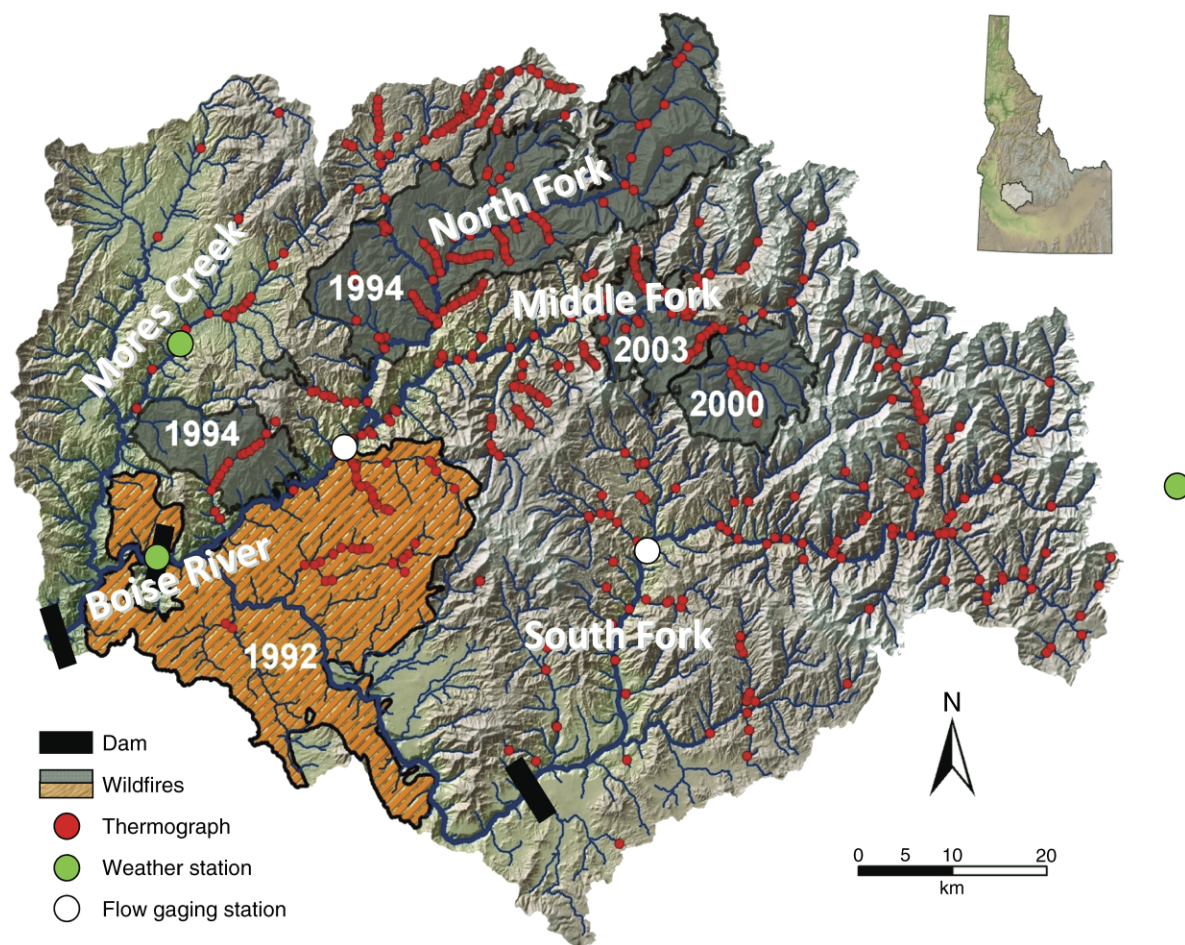 North Fork
Mores Creek
1994
Middle Fork
2003
2000
1994
Boise River
South Fork
1992
N
Dam
Wildfires
Thermograph
Weather station
Flow gaging station
0 5 10 20
km